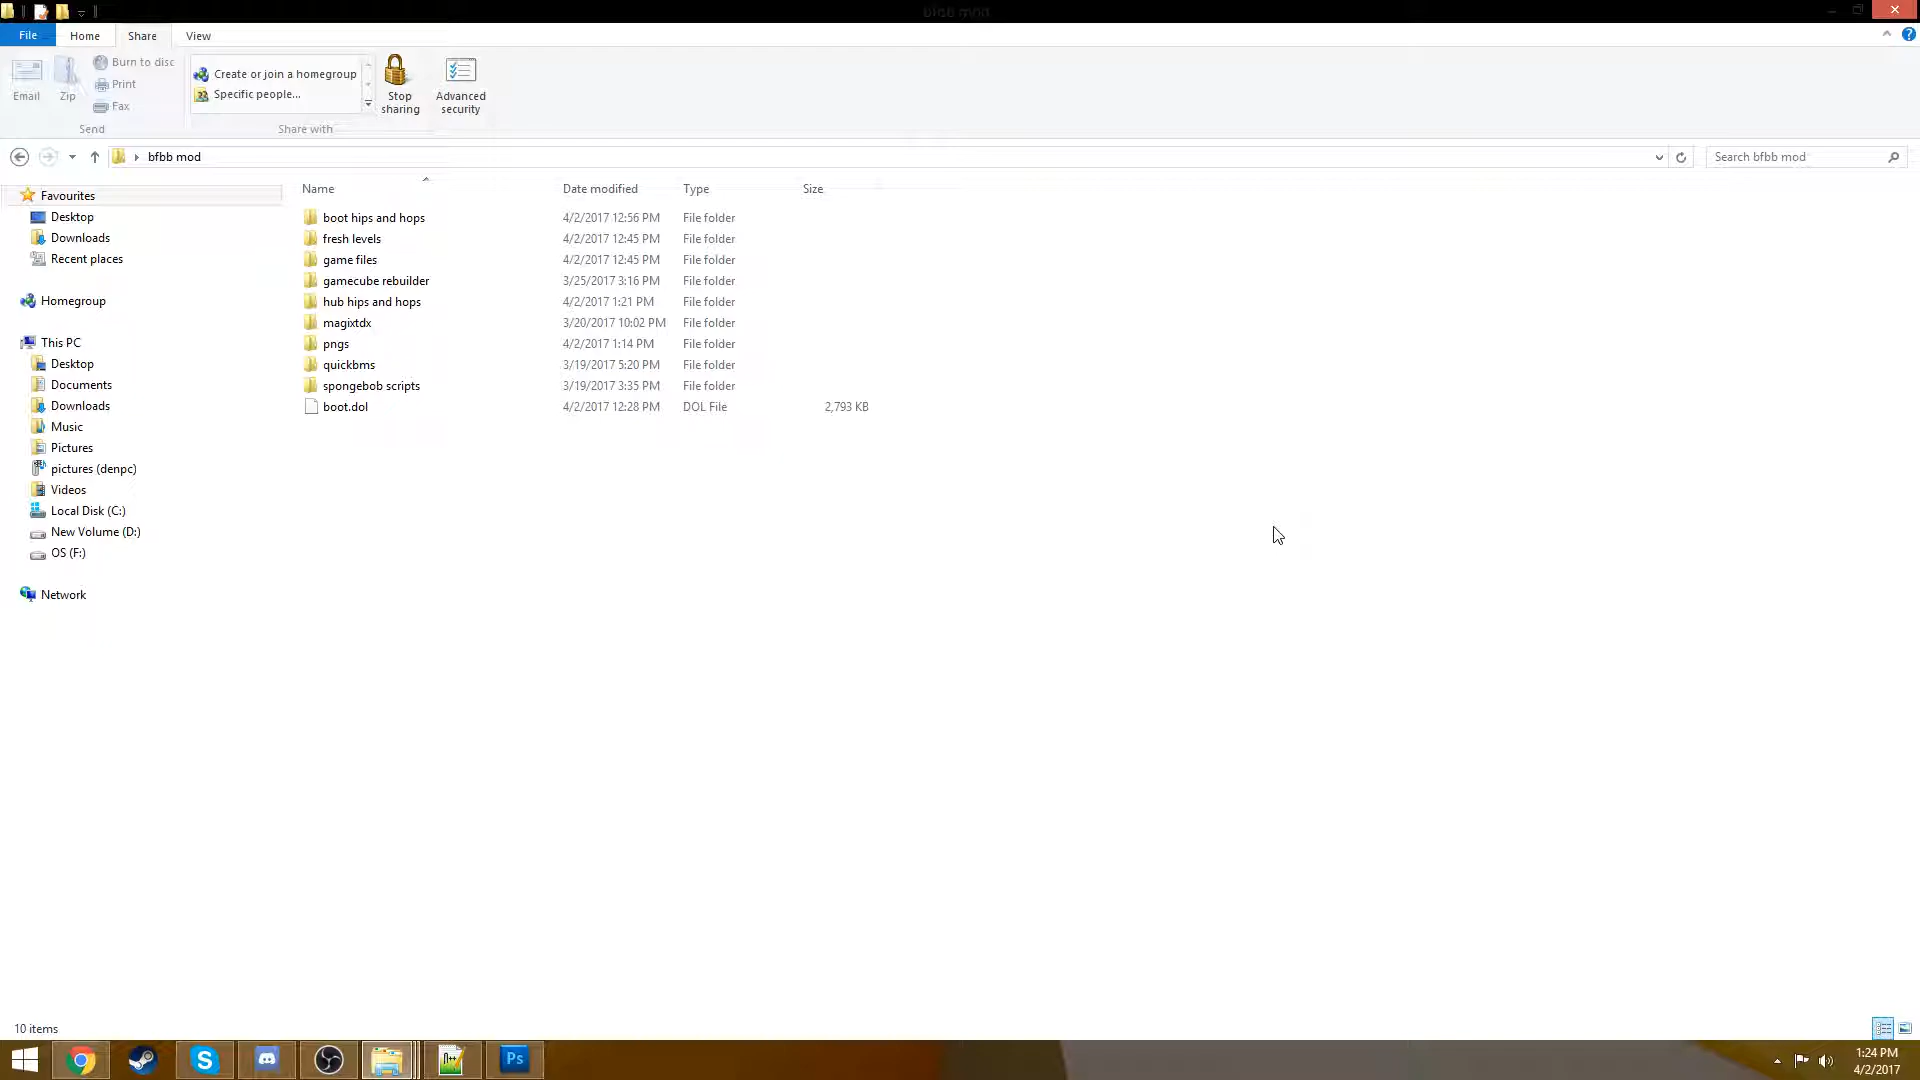 bfbb mod
File Home Share View
Burn to disc
Print
Fax
Email Zip
Send
Create or join a homegroup
Specific people...
Stop sharing
Advanced security
Share with
bfbb mod
Search bfbb mod
Favourites
Desktop
Downloads
Recent places
Homegroup
This PC
Desktop
Documents
Downloads
Music
Pictures
pictures (denpc)
Videos
Local Disk (C:)
New Volume (D:)
OS (F:)
Network
Name Date modified Type Size
boot hips and hops 4/2/2017 12:56 PM File folder
fresh levels 4/2/2017 12:45 PM File folder
game files 4/2/2017 12:45 PM File folder
gamecube rebuilder 3/25/2017 3:16 PM File folder
hub hips and hops 4/2/2017 1:21 PM File folder
magixtdx 3/20/2017 10:02 PM File folder
pngs 4/2/2017 1:14 PM File folder
quickbms 3/19/2017 5:20 PM File folder
spongebob scripts 3/19/2017 3:35 PM File folder
boot.dol 4/2/2017 12:28 PM DOL File 2,793 KB
10 items
Ps
1:24 PM
4/2/2017